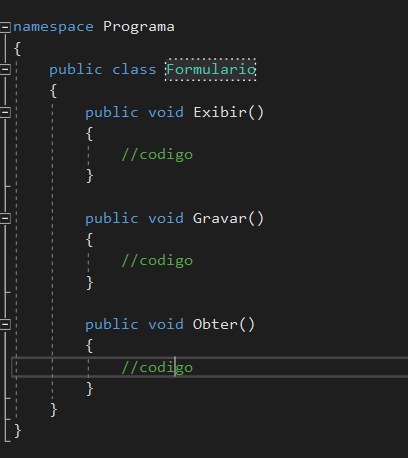 namespace Programa
{
public class Formulario
{
public void Exibir()
{
//codigo
}
public void Gravar()
{
//codigo
}
public void Obter()
{
//codigo
}
}
}